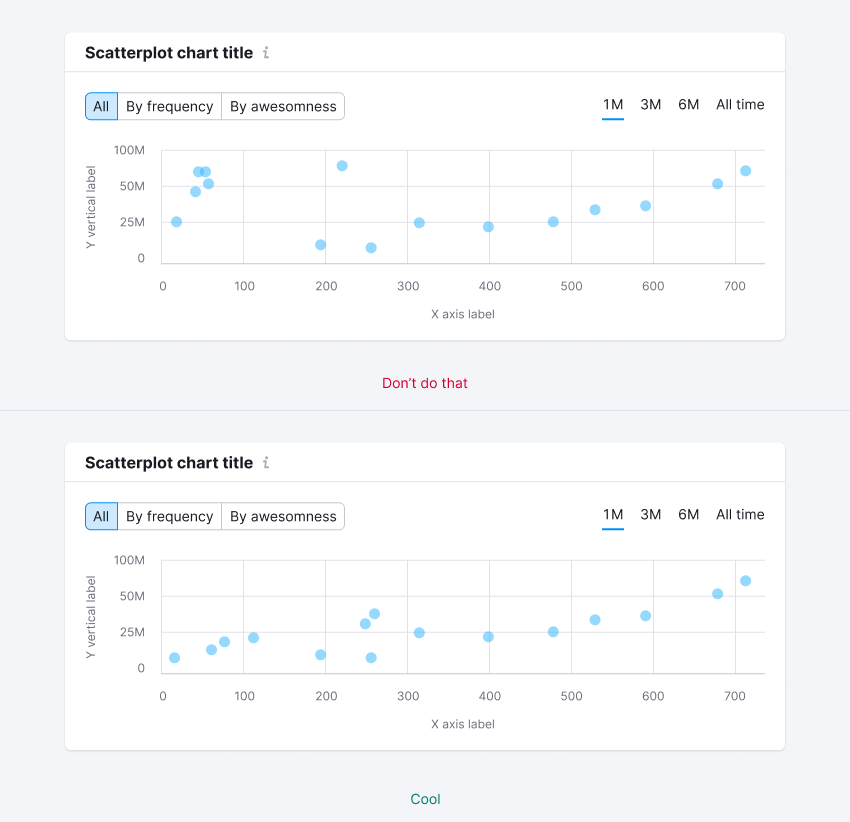 Scatterplot chart title i
All By frequency By awesomness 1M 3M 6M All time
Y vertical label
100M
50M
25M
0
0 100 200 300 400 500 600 700
X axis label
Don’t do that
Scatterplot chart title i
All By frequency By awesomness 1M 3M 6M All time
Y vertical label
100M
50M
25M
0
0 100 200 300 400 500 600 700
X axis label
Cool